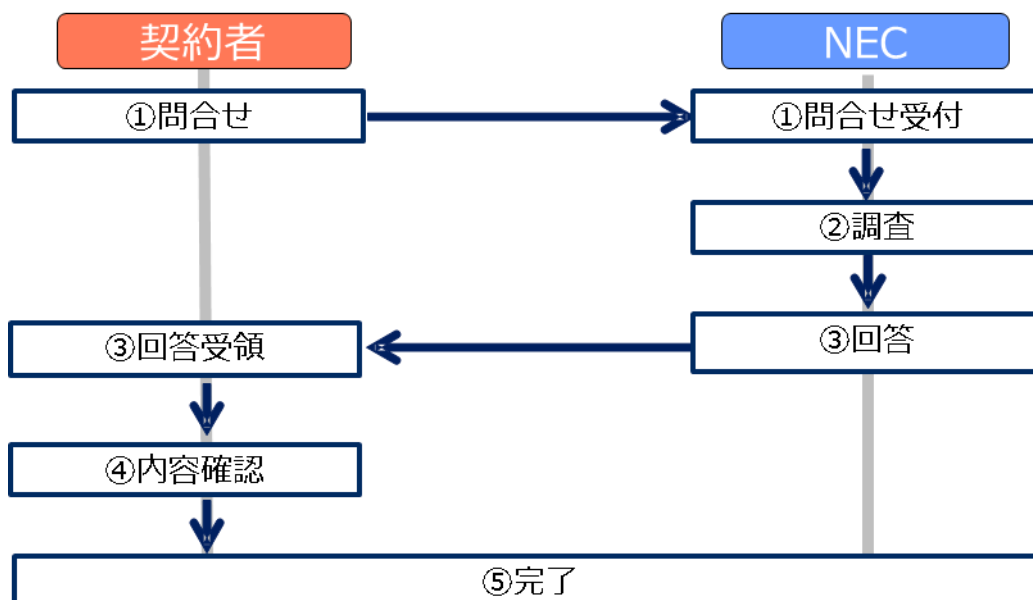 契約者
NEC
①問合せ
①問合せ受付
②調査
③回答受領
③回答
④内容確認
⑤完了